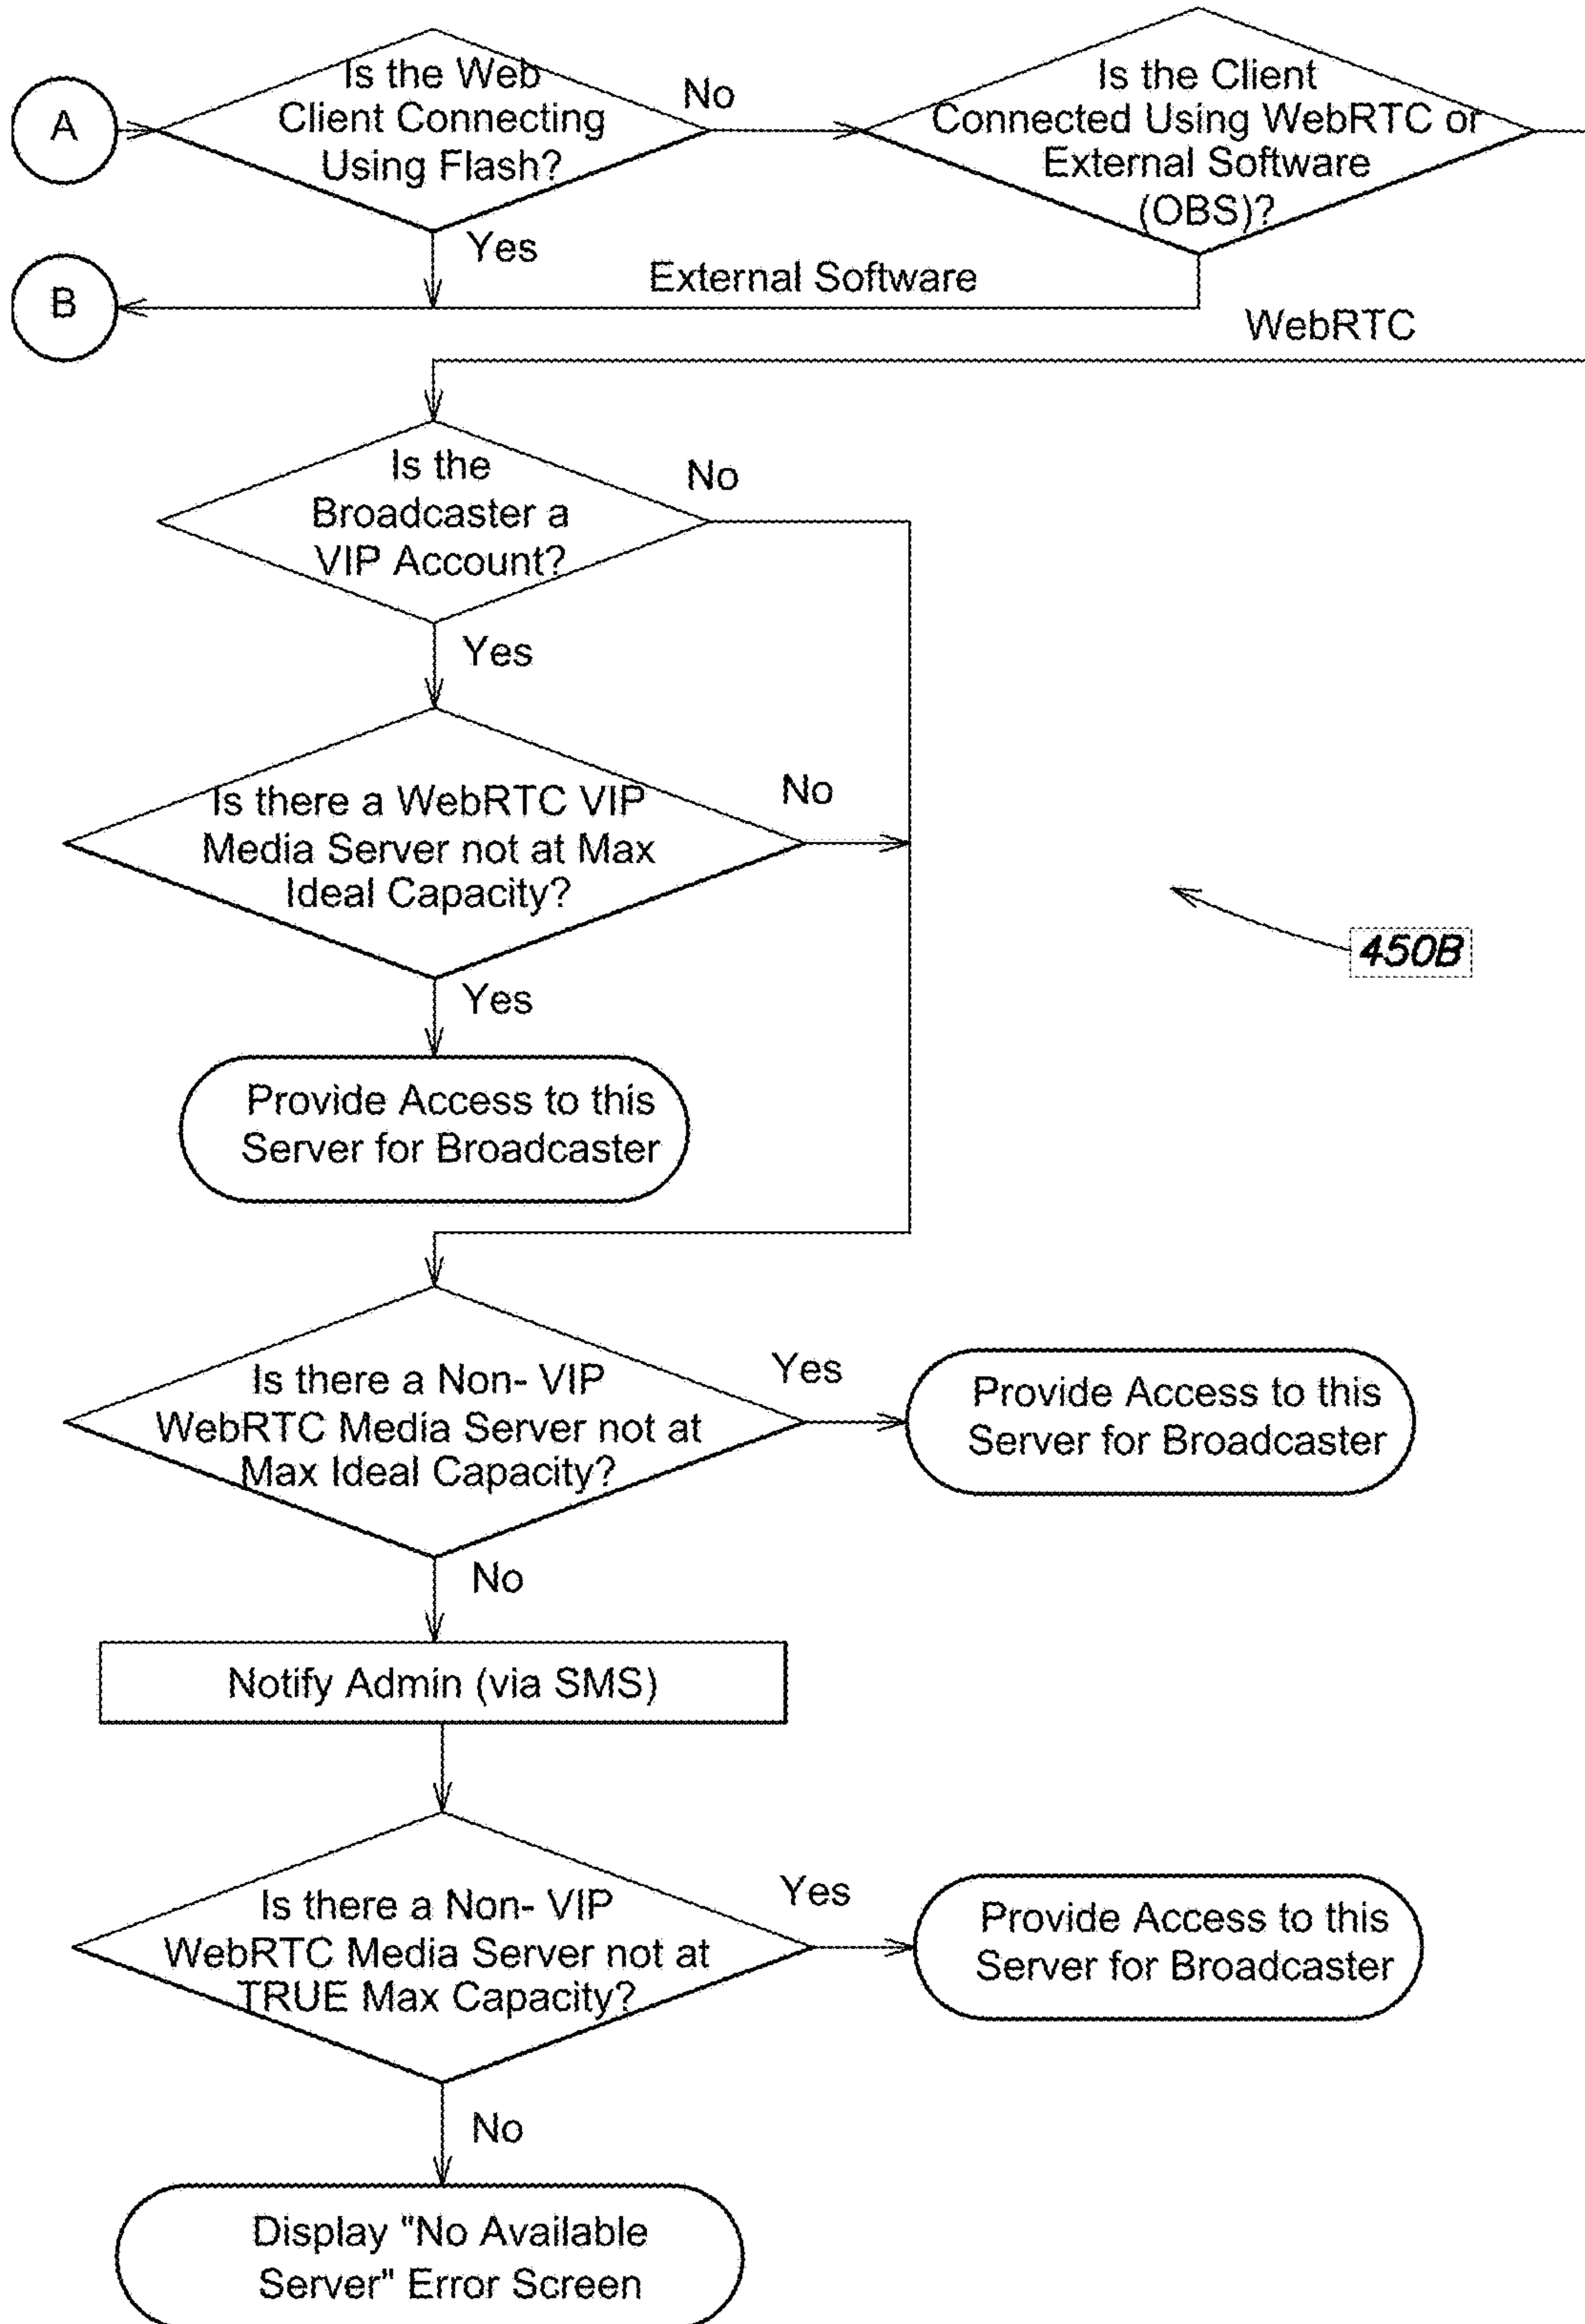 A
Is the Web
Client Connecting
Using Flash?
No
Is the Client
Connected Using WebRTC or
External Software
(OBS)?
Yes
External Software
B
WebRTC
Is the
Broadcaster a
VIP Account?
No
Yes
Is there a WebRTC VIP
Media Server not at Max
Ideal Capacity?
No
450B
Yes
Provide Access to this
Server for Broadcaster
Is there a Non- VIP
WebRTC Media Server not at
Max Ideal Capacity?
Yes
Provide Access to this
Server for Broadcaster
No
Notify Admin (via SMS)
Is there a Non- VIP
WebRTC Media Server not at
TRUE Max Capacity?
Yes
Provide Access to this
Server for Broadcaster
No
Display "No Available
Server" Error Screen